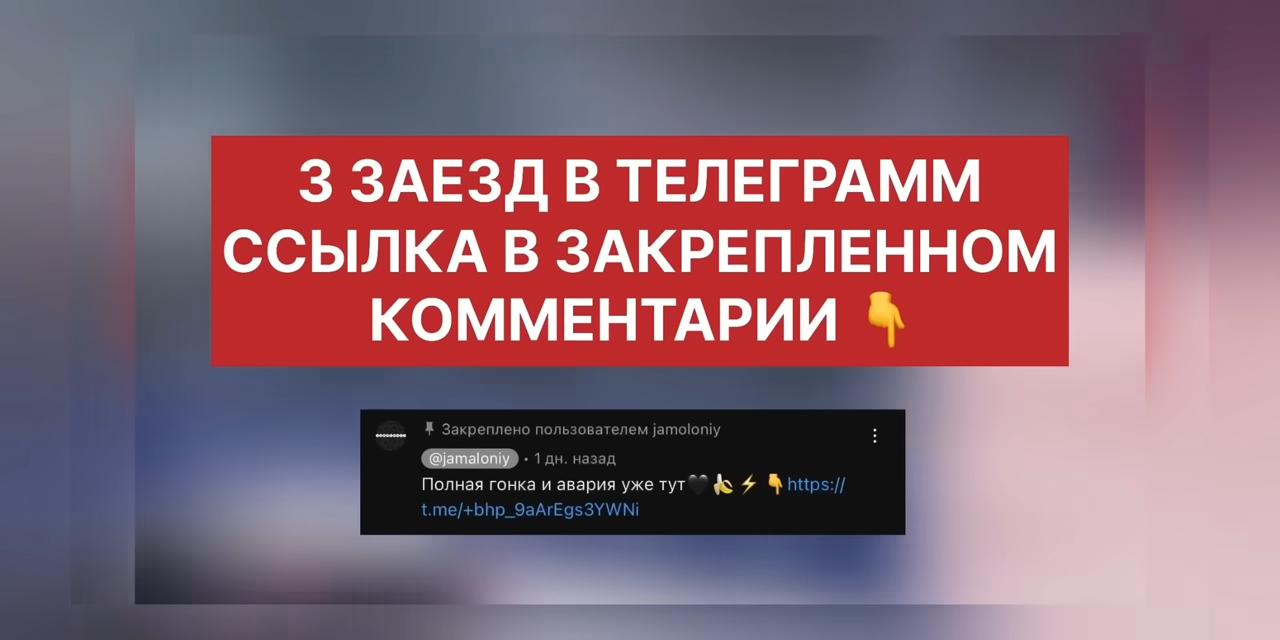 3 ЗАЕЗД В ТЕЛЕГРАММ
ССЫЛКА В ЗАКРЕПЛЕННОМ
КОММЕНТАРИИ 👇
Закреплено пользователем jamoloniy
@jamaloniy • 1 дн. назад
Полная гонка и авария уже тут🖤🍌⚡👇https://
t.me/+bhp_9aArEgs3YWNi